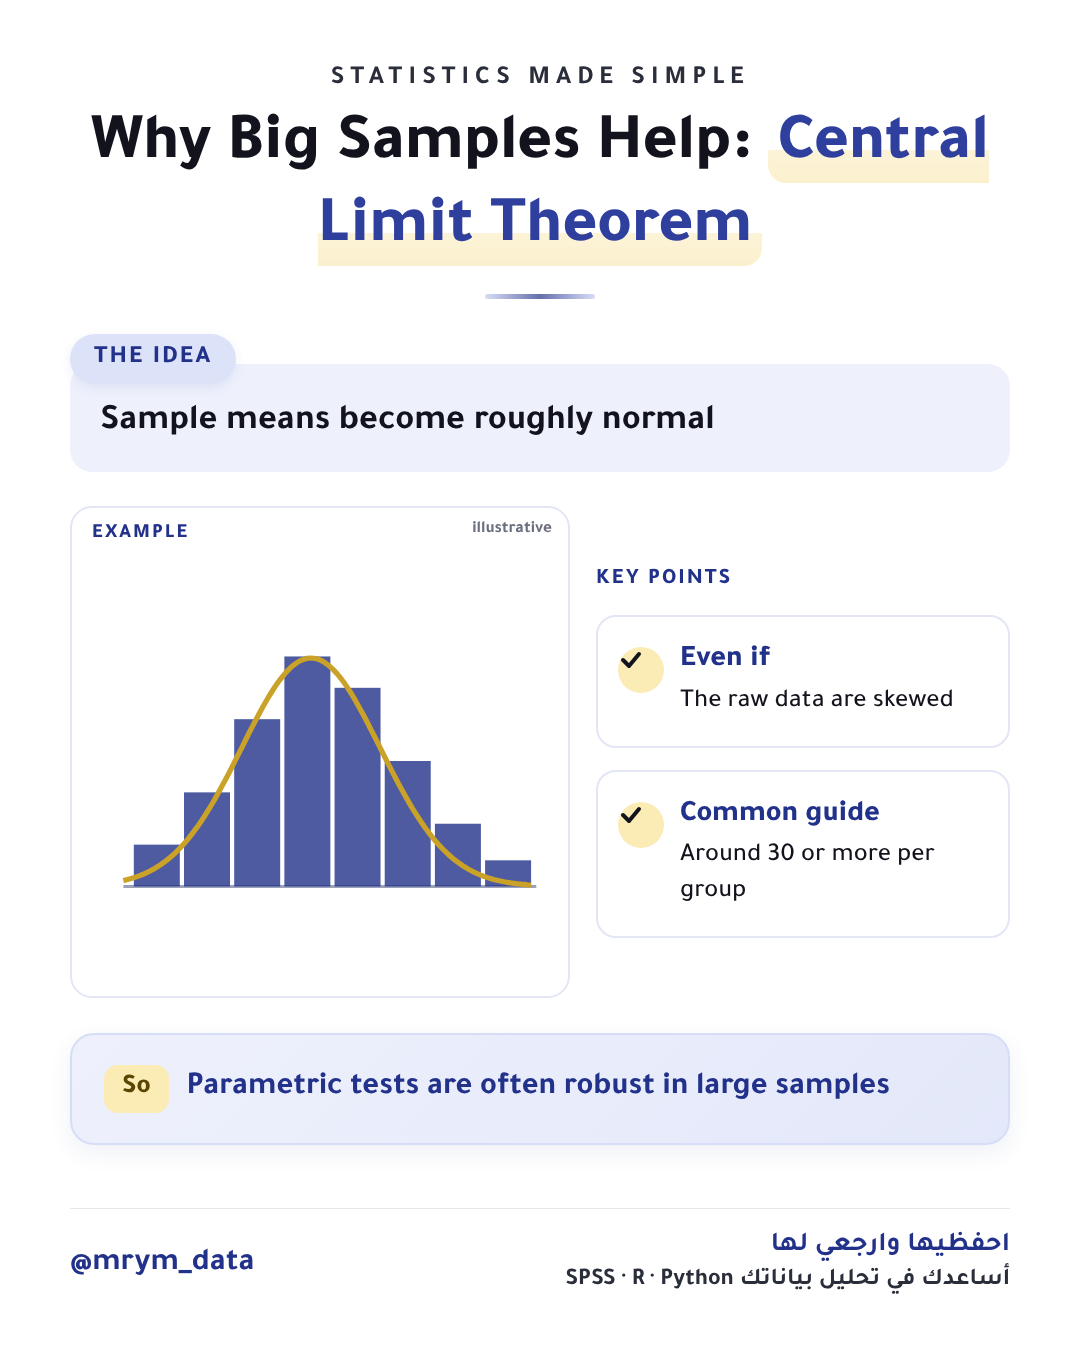 STATISTICS MADE SIMPLE
Why Big Samples Help: Central
Limit Theorem
THE IDEA
Sample means become roughly normal
EXAMPLE
illustrative
KEY POINTS
Even if
The raw data are skewed
Common guide
Around 30 or more per
group
So
Parametric tests are often robust in large samples
@mrym_data
احفظيها وارجعي لها
أساعدك في تحليل بياناتك SPSS · R · Python